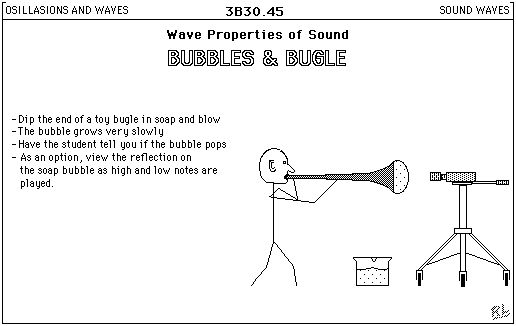 OSILLASIONS AND WAVES
3B30.45
SOUND WAVES
Wave Properties of Sound
BUBBLES & BUGLE
- Dip the end of a toy bugle in soap and blow
- The bubble grows very slowly
- Have the student tell you if the bubble pops
- As an option, view the reflection on
the soap bubble as high and low notes are
played.